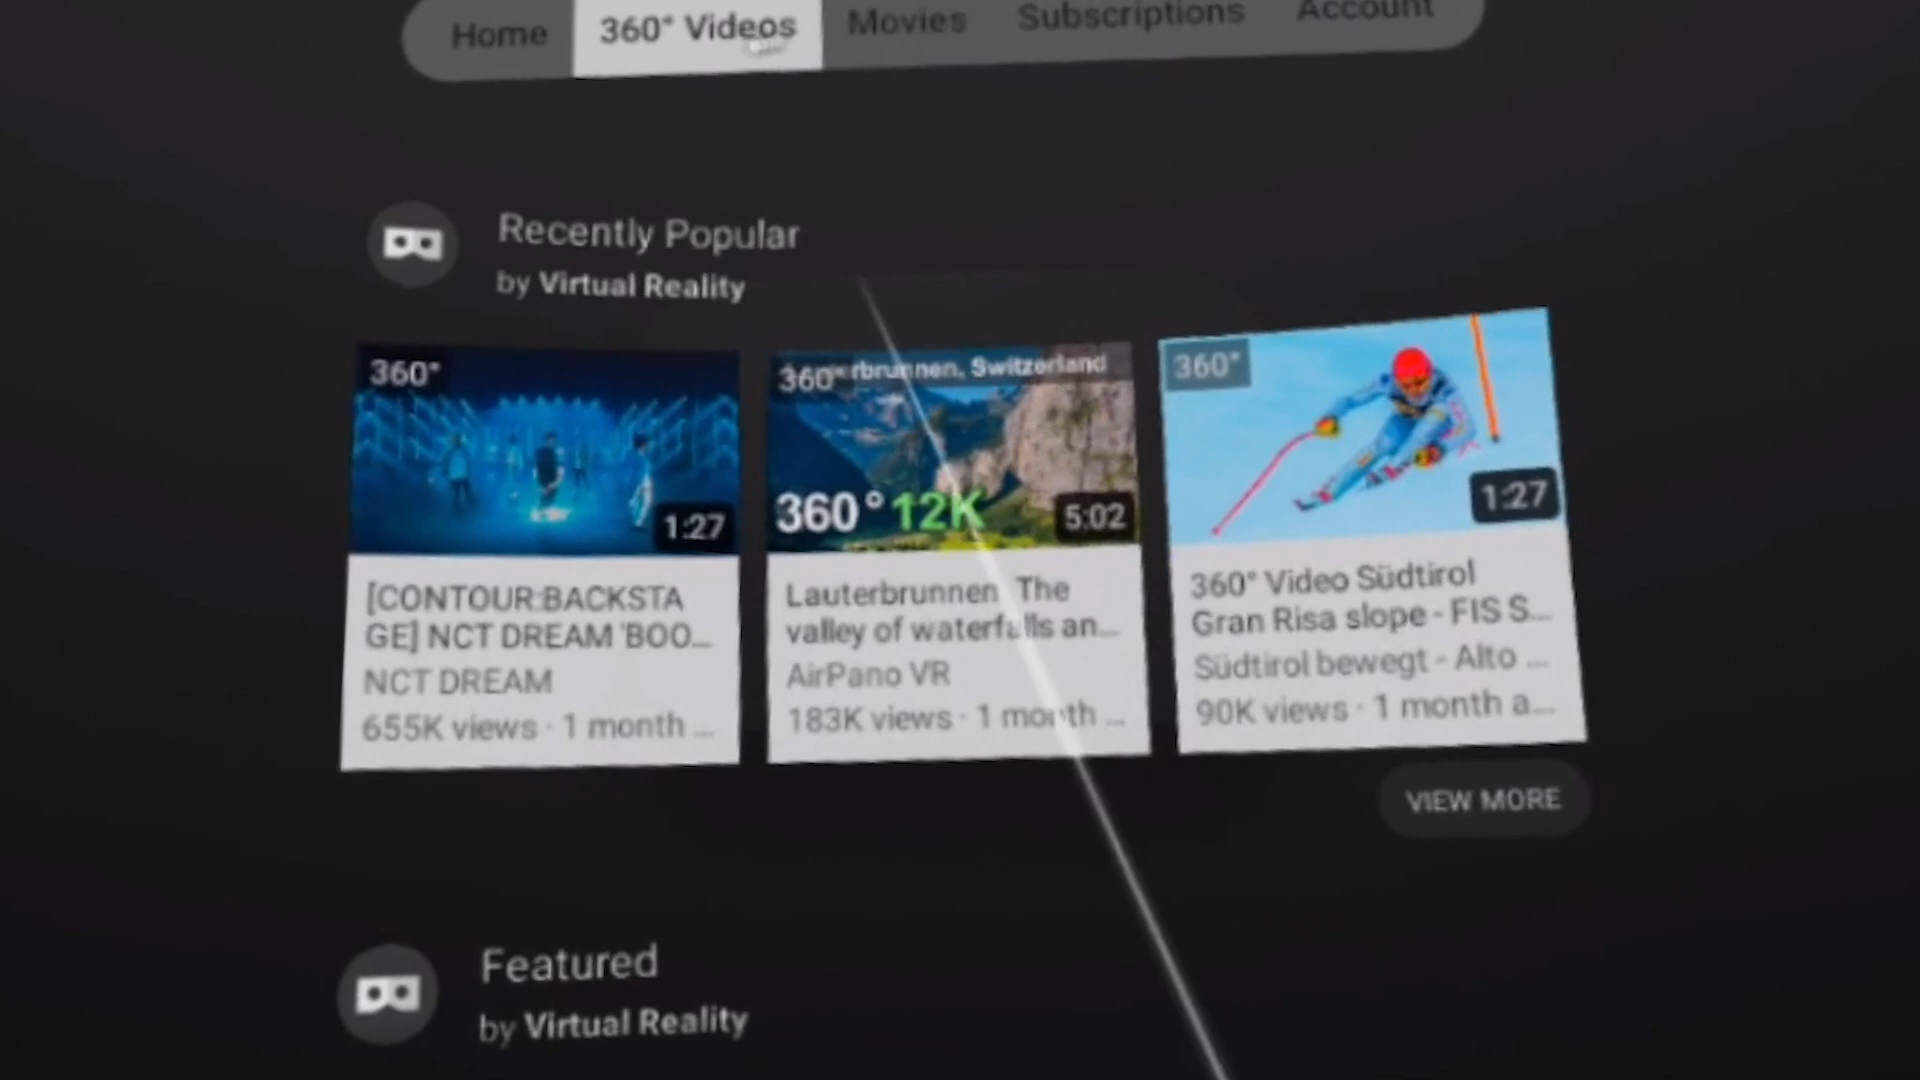 Home
360° Videos
Movies
Subscriptions
Account
Recently Popular
by Virtual Reality
360°
1:27
[CONTOUR:BACKSTA
GE] NCT DREAM 'BOO...
NCT DREAM
655K views · 1 month ...
360°
rbrunnen, Switzerland
360° 12K
5:02
Lauterbrunnen The
valley of waterfalls an...
AirPano VR
183K views · 1 month ...
360°
1:27
360° Video Südtirol
Gran Risa slope - FIS S...
Südtirol bewegt - Alto ...
90K views · 1 month a...
VIEW MORE
Featured
by Virtual Reality